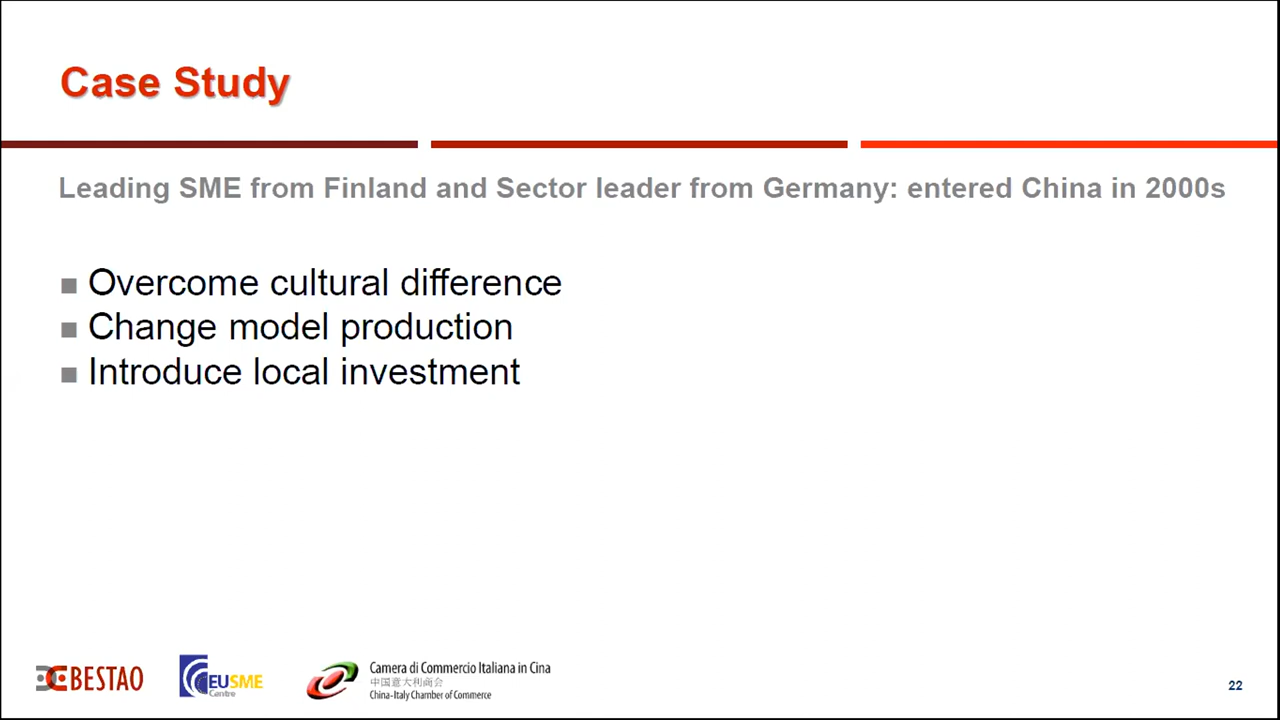 Case Study
Leading SME from Finland and Sector leader from Germany: entered China in 2000s
Overcome cultural difference
Change model production
Introduce local investment
BESTAO
EUSME
Centre
Camera di Commercio Italiana in Cina
中国意大利商会
China-Italy Chamber of Commerce
22